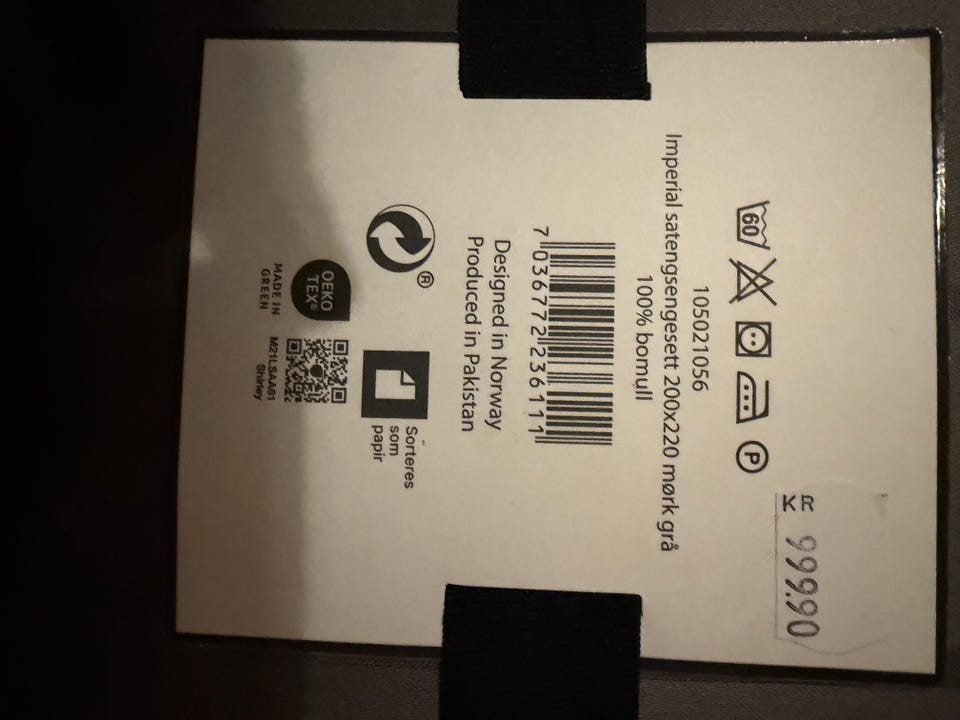 KR 999.90
60 P
105021056
Imperial satengsengesett 200x220 mørk grå
100% bomull
7 036772 236111
Designed in Norway
Produced in Pakistan
®
Sorteres
som
papir
OEKO
TEX®
MADE IN
GREEN
M21LSAA61
Shirley